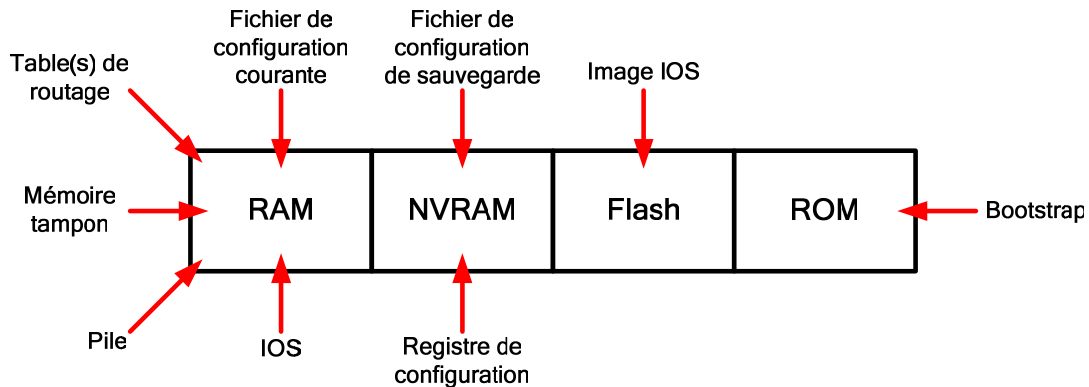 Table(s) de
routage
Fichier de
configuration
courante
Fichier de
configuration
de sauvegarde
Image IOS
Mémoire
tampon
RAM
NVRAM
Flash
ROM
Bootstrap
Pile
IOS
Registre de
configuration